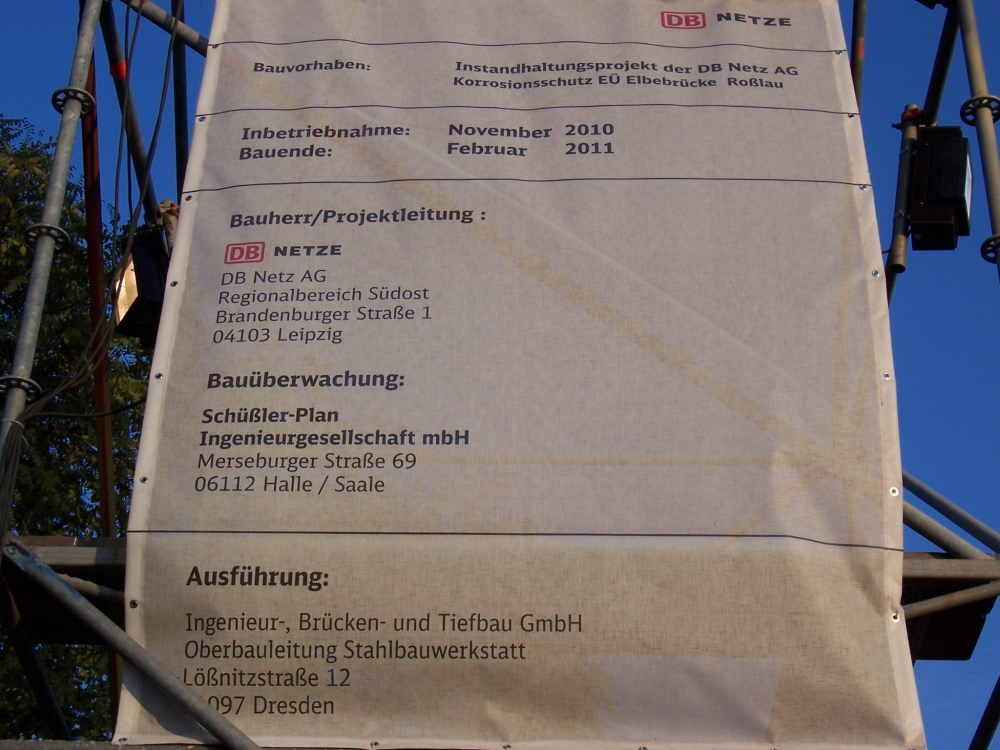 DB NETZE
Bauvorhaben: Instandhaltungsprojekt der DB Netz AG
Korrosionsschutz EÜ Elbebrücke Roßlau
Inbetriebnahme: November 2010
Bauende: Februar 2011
Bauherr/Projektleitung :
DB NETZE
DB Netz AG
Regionalbereich Südost
Brandenburger Straße 1
04103 Leipzig
Bauüberwachung:
Schüßler-Plan
Ingenieurgesellschaft mbH
Merseburger Straße 69
06112 Halle / Saale
Ausführung:
Ingenieur-, Brücken- und Tiefbau GmbH
Oberbauleitung Stahlbauwerkstatt
Lößnitzstraße 12
Dresden